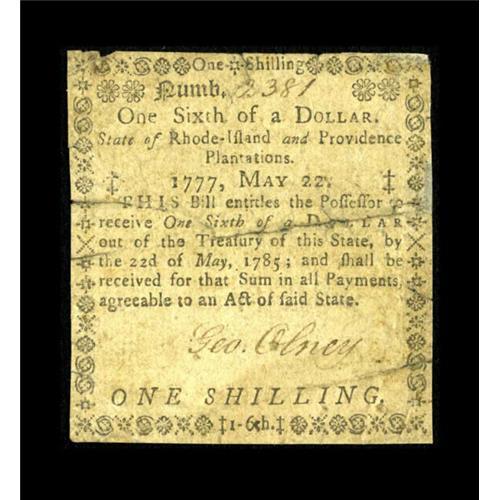 One Shilling
Numb. 2381
One Sixth of a DOLLAR.
State of Rhode-Iſland and Providence
Plantations.
‡ 1777, MAY 22. ‡
THIS Bill entitles the Poſſeſſor to
receive One Sixth of a DOLLAR
out of the Treaſury of this State, by
the 22d of May, 1785; and ſhall be
received for that Sum in all Payments,
agreeable to an Act of ſaid State.
Geo. Olney
ONE SHILLING.
‡1-6th.‡